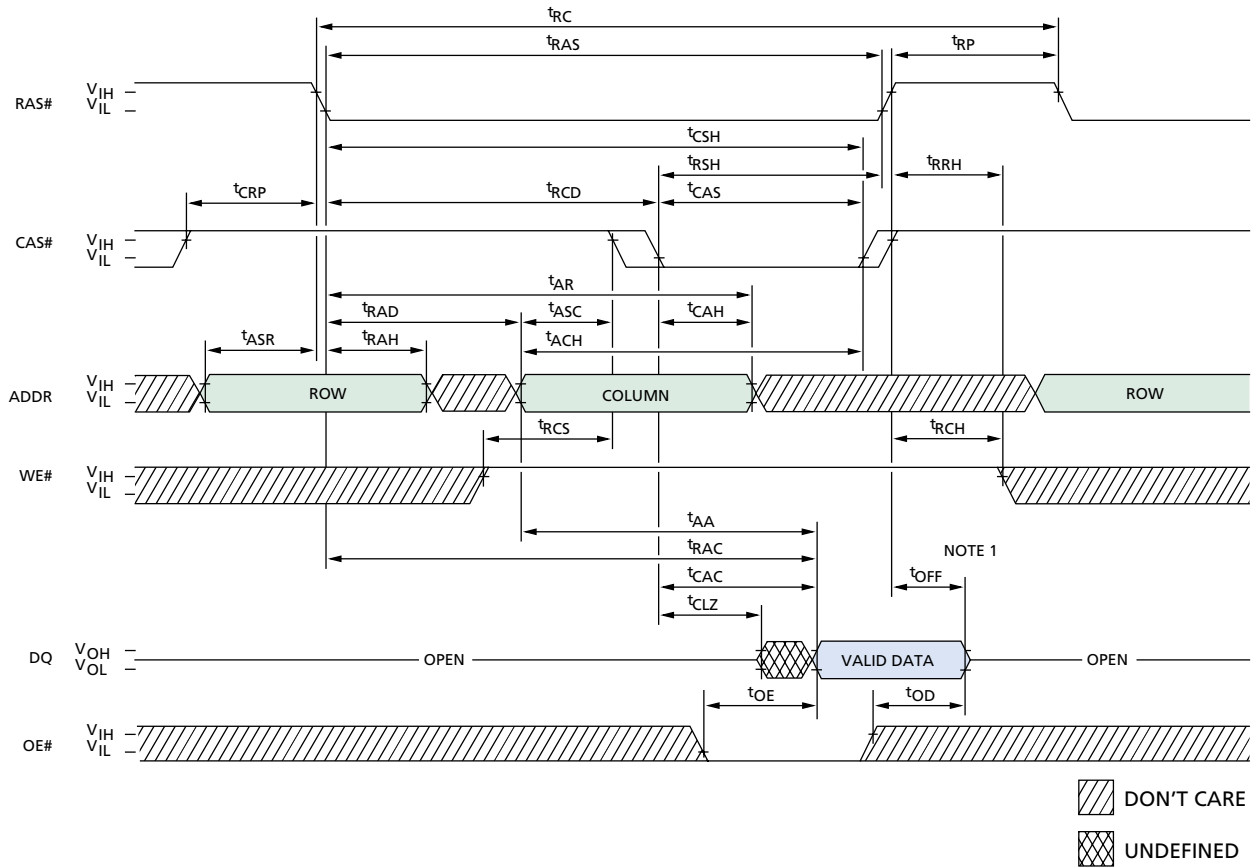 tRC
tRAS
tRP
RAS#
VIH
VIL
tCSH
tRSH
tRRH
tCRP
tRCD
tCAS
CAS#
VIH
VIL
tAR
tRAD
tASC
tCAH
tASR
tRAH
tACH
ADDR
VIH
VIL
ROW
COLUMN
ROW
tRCS
tRCH
WE#
VIH
VIL
tAA
tRAC
NOTE 1
tCAC
tOFF
tCLZ
DQ
VOH
VOL
OPEN
VALID DATA
OPEN
tOE
tOD
OE#
VIH
VIL
DON'T CARE
UNDEFINED